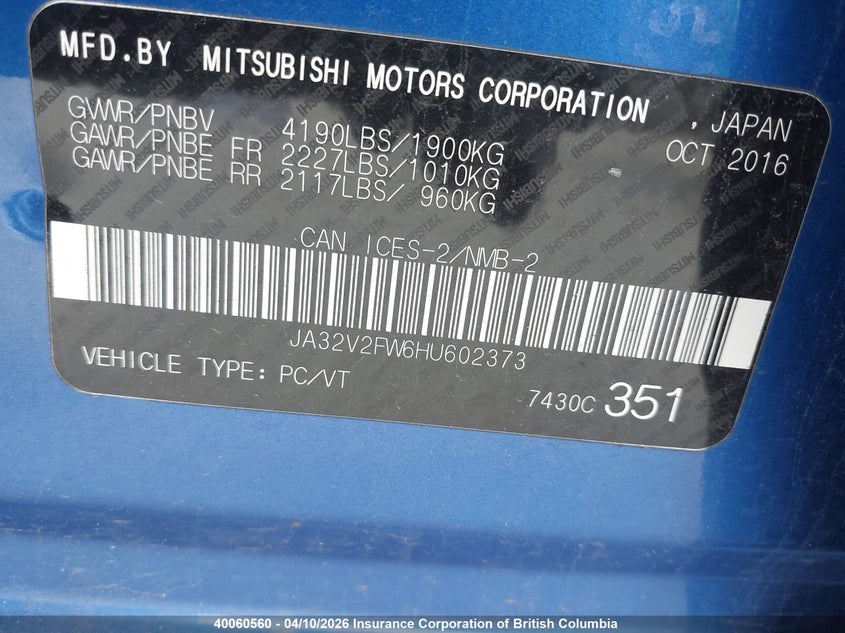 MFD.BY MITSUBISHI MOTORS CORPORATION , JAPAN
GVWR/PNBV 4190LBS/1900KG OCT 2016
GAWR/PNBE FR 2227LBS/1010KG
GAWR/PNBE RR 2117LBS/ 960KG
CAN ICES-2/NMB-2
JA32V2FW6HU602373
VEHICLE TYPE: PC/VT
7430C 351
40060560 - 04/10/2026 Insurance Corporation of British Columbia